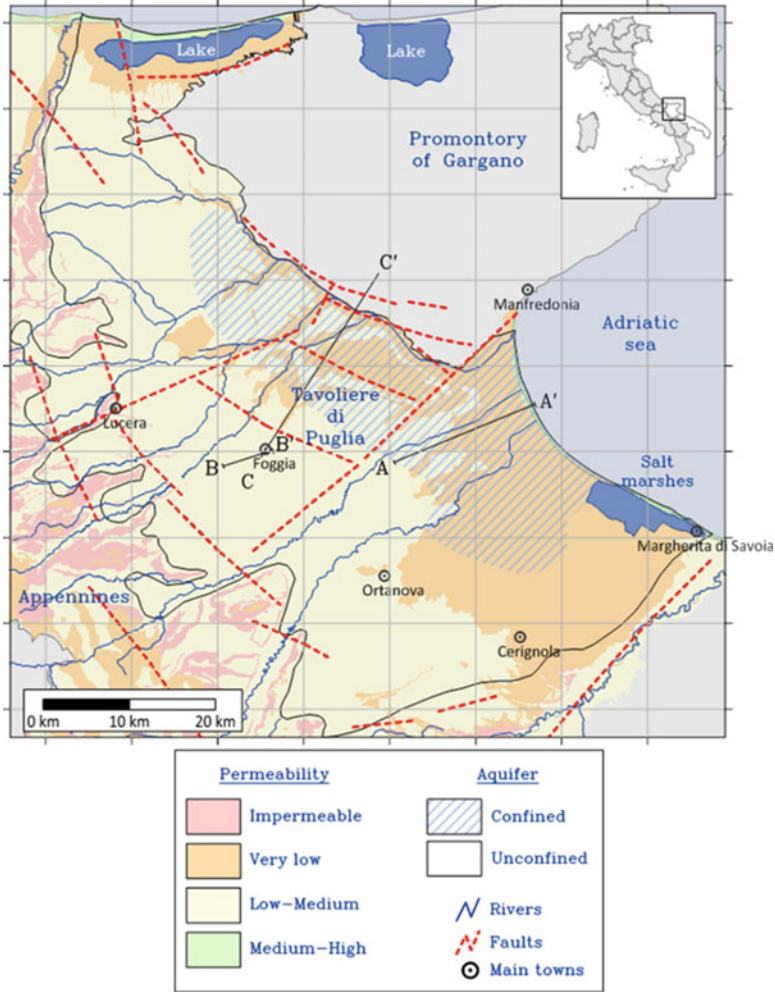 Lake
Lake
Promontory
of Gargano
C'
Manfredonia
Adriatic
sea
Tavoliere
di
Puglia
A'
Lucera
B'
B
Foggia
A
C
Salt
marshes
Margherita di Savoia
Appennines
Ortanova
Cerignola
0 km 10 km 20 km
Permeability
Impermeable
Very low
Low-Medium
Medium-High
Aquifer
Confined
Unconfined
Rivers
Faults
Main towns